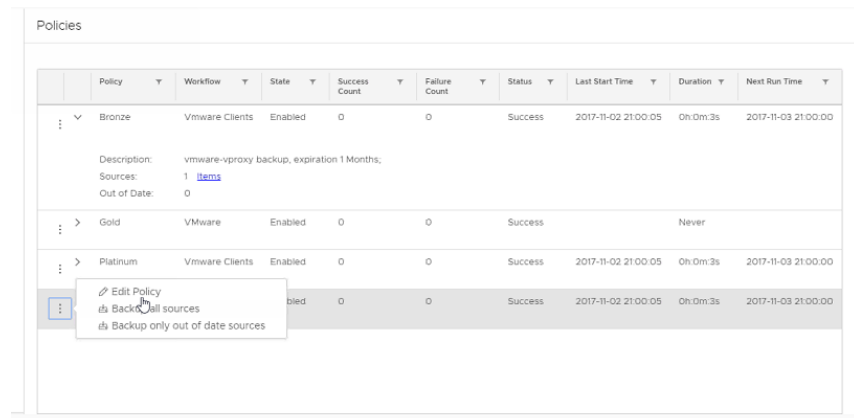 Policies
Policy Workflow State Success Count Failure Count Status Last Start Time Duration Next Run Time
Bronze Vmware Clients Enabled 0 0 Success 2017-11-02 21:00:05 0h:0m:3s 2017-11-03 21:00:00
Description: vmware-vproxy backup, expiration 1 Months;
Sources: 1 Items
Out of Date: 0
Gold VMware Enabled 0 0 Success Never
Platinum Vmware Clients Enabled 0 0 Success 2017-11-02 21:00:05 0h:0m:3s 2017-11-03 21:00:00
Edit Policy
bled 0 0 Success 2017-11-02 21:00:05 0h:0m:3s 2017-11-03 21:00:00
Backup all sources
Backup only out of date sources